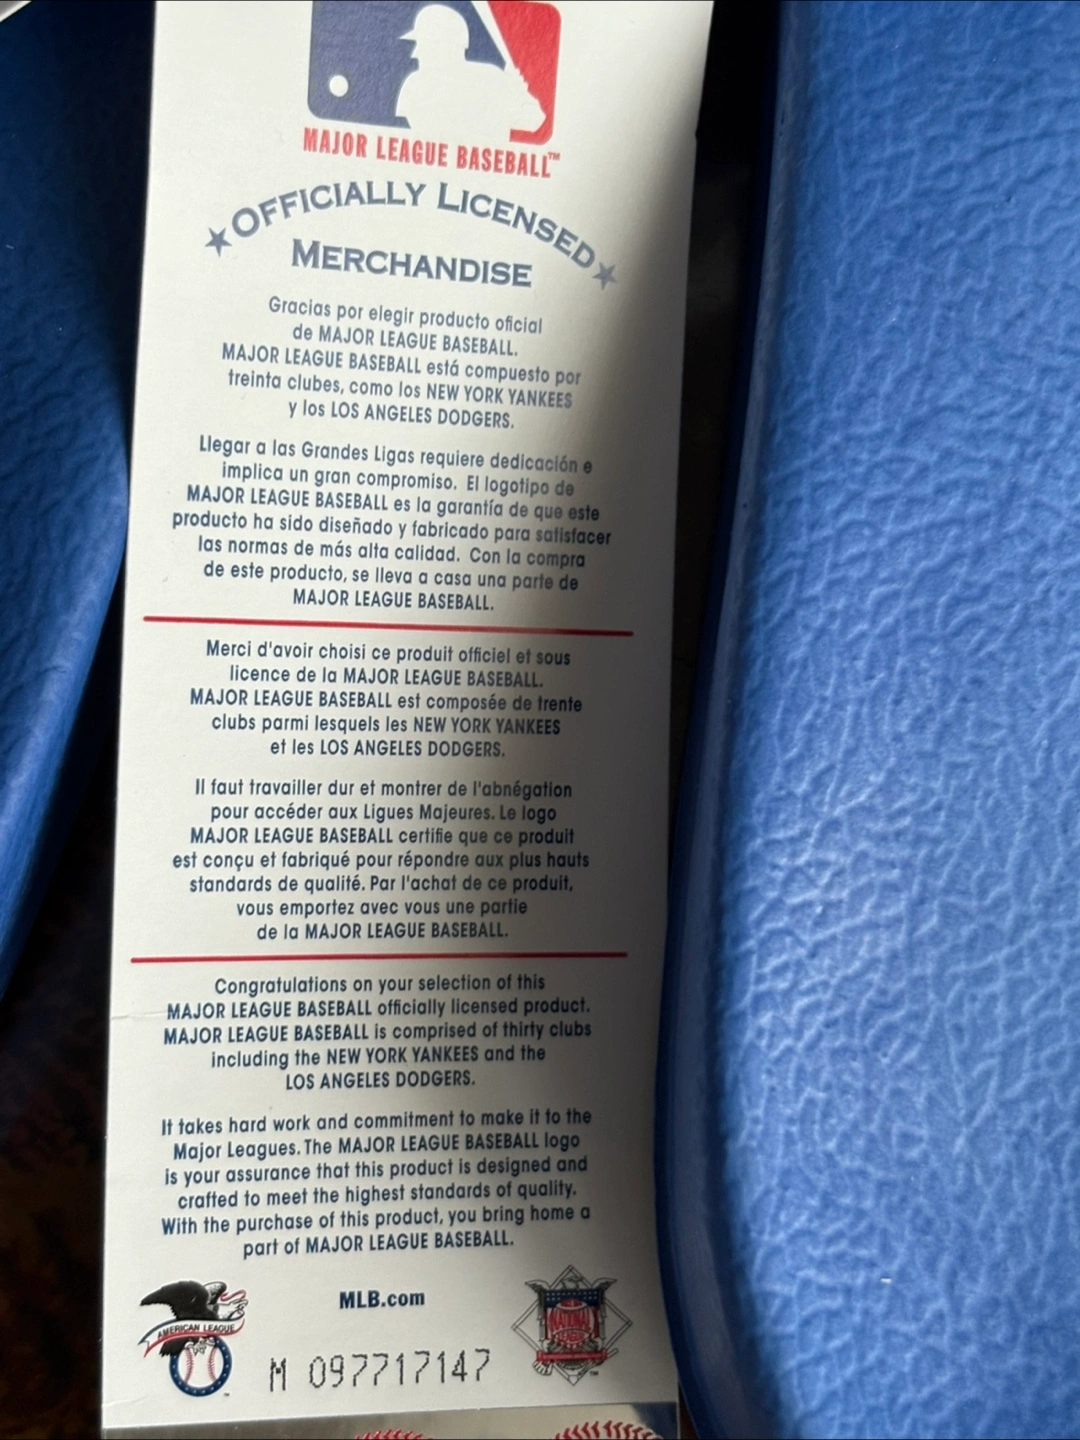 MAJOR LEAGUE BASEBALL™
★ OFFICIALLY LICENSED ★
MERCHANDISE
Gracias por elegir producto oficial
de MAJOR LEAGUE BASEBALL.
MAJOR LEAGUE BASEBALL está compuesto por
treinta clubes, como los NEW YORK YANKEES
y los LOS ANGELES DODGERS.
Llegar a las Grandes Ligas requiere dedicación e
implica un gran compromiso. El logotipo de
MAJOR LEAGUE BASEBALL es la garantía de que este
producto ha sido diseñado y fabricado para satisfacer
las normas de más alta calidad. Con la compra
de este producto, se lleva a casa una parte de
MAJOR LEAGUE BASEBALL.
Merci d'avoir choisi ce produit officiel et sous
licence de la MAJOR LEAGUE BASEBALL.
MAJOR LEAGUE BASEBALL est composée de trente
clubs parmi lesquels les NEW YORK YANKEES
et les LOS ANGELES DODGERS.
Il faut travailler dur et montrer de l'abnégation
pour accéder aux Ligues Majeures. Le logo
MAJOR LEAGUE BASEBALL certifie que ce produit
est conçu et fabriqué pour répondre aux plus hauts
standards de qualité. Par l'achat de ce produit,
vous emportez avec vous une partie
de la MAJOR LEAGUE BASEBALL.
Congratulations on your selection of this
MAJOR LEAGUE BASEBALL officially licensed product.
MAJOR LEAGUE BASEBALL is comprised of thirty clubs
including the NEW YORK YANKEES and the
LOS ANGELES DODGERS.
It takes hard work and commitment to make it to the
Major Leagues. The MAJOR LEAGUE BASEBALL logo
is your assurance that this product is designed and
crafted to meet the highest standards of quality.
With the purchase of this product, you bring home a
part of MAJOR LEAGUE BASEBALL.
MLB.com
AMERICAN LEAGUE
™
NATIONAL
LEAGUE
™
M 097717147